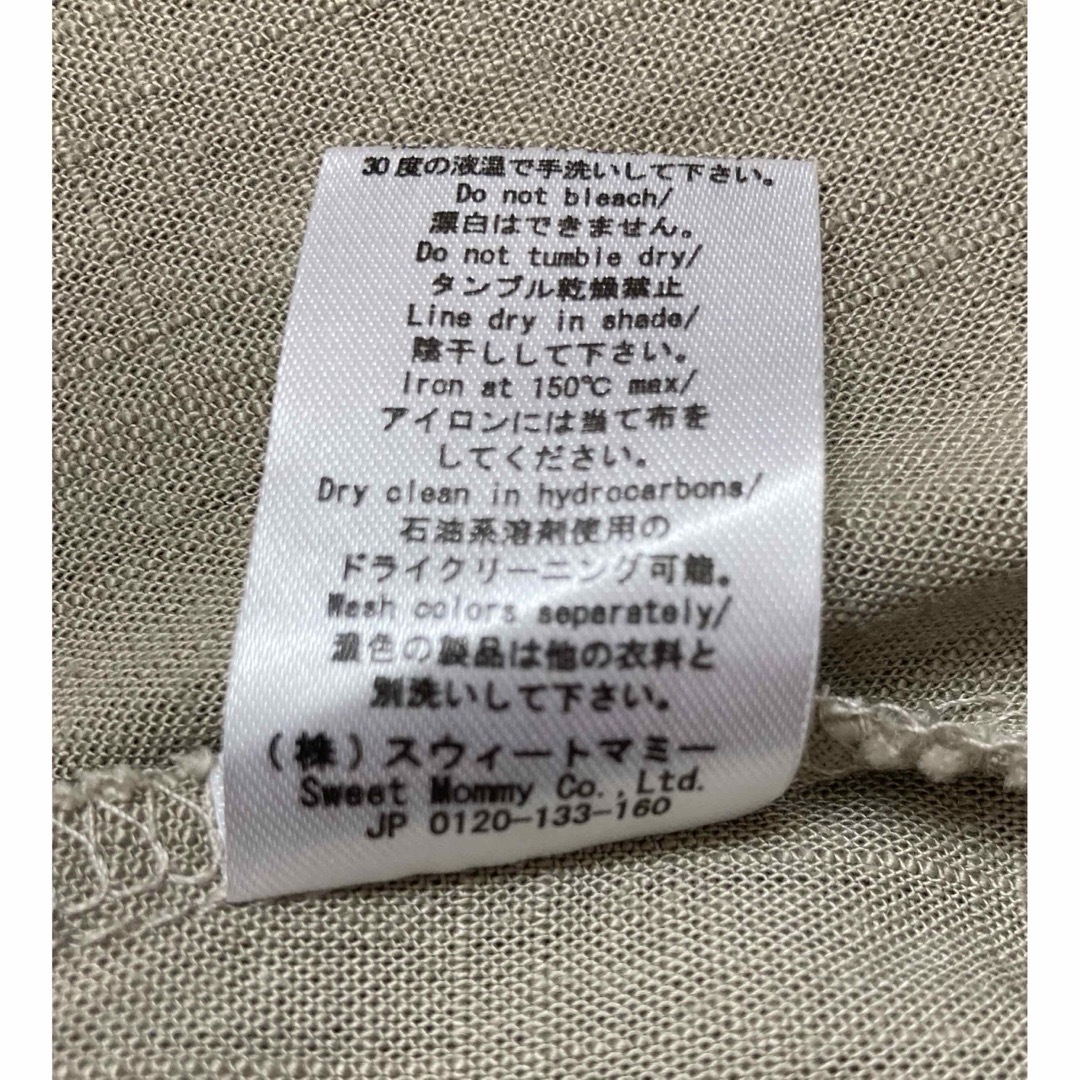 30度の液温で手洗いして下さい。
Do not bleach/
漂白はできません。
Do not tumble dry/
タンブル乾燥禁止
Line dry in shade/
陰干しして下さい。
Iron at 150℃ max/
アイロンには当て布を
してください。
Dry clean in hydrocarbons/
石油系溶剤使用の
ドライクリーニング可能。
Wash colors separately/
濃色の製品は他の衣料と
別洗いして下さい。
(株)スウィートマミー
Sweet Mommy Co.,Ltd.
JP 0120-133-160